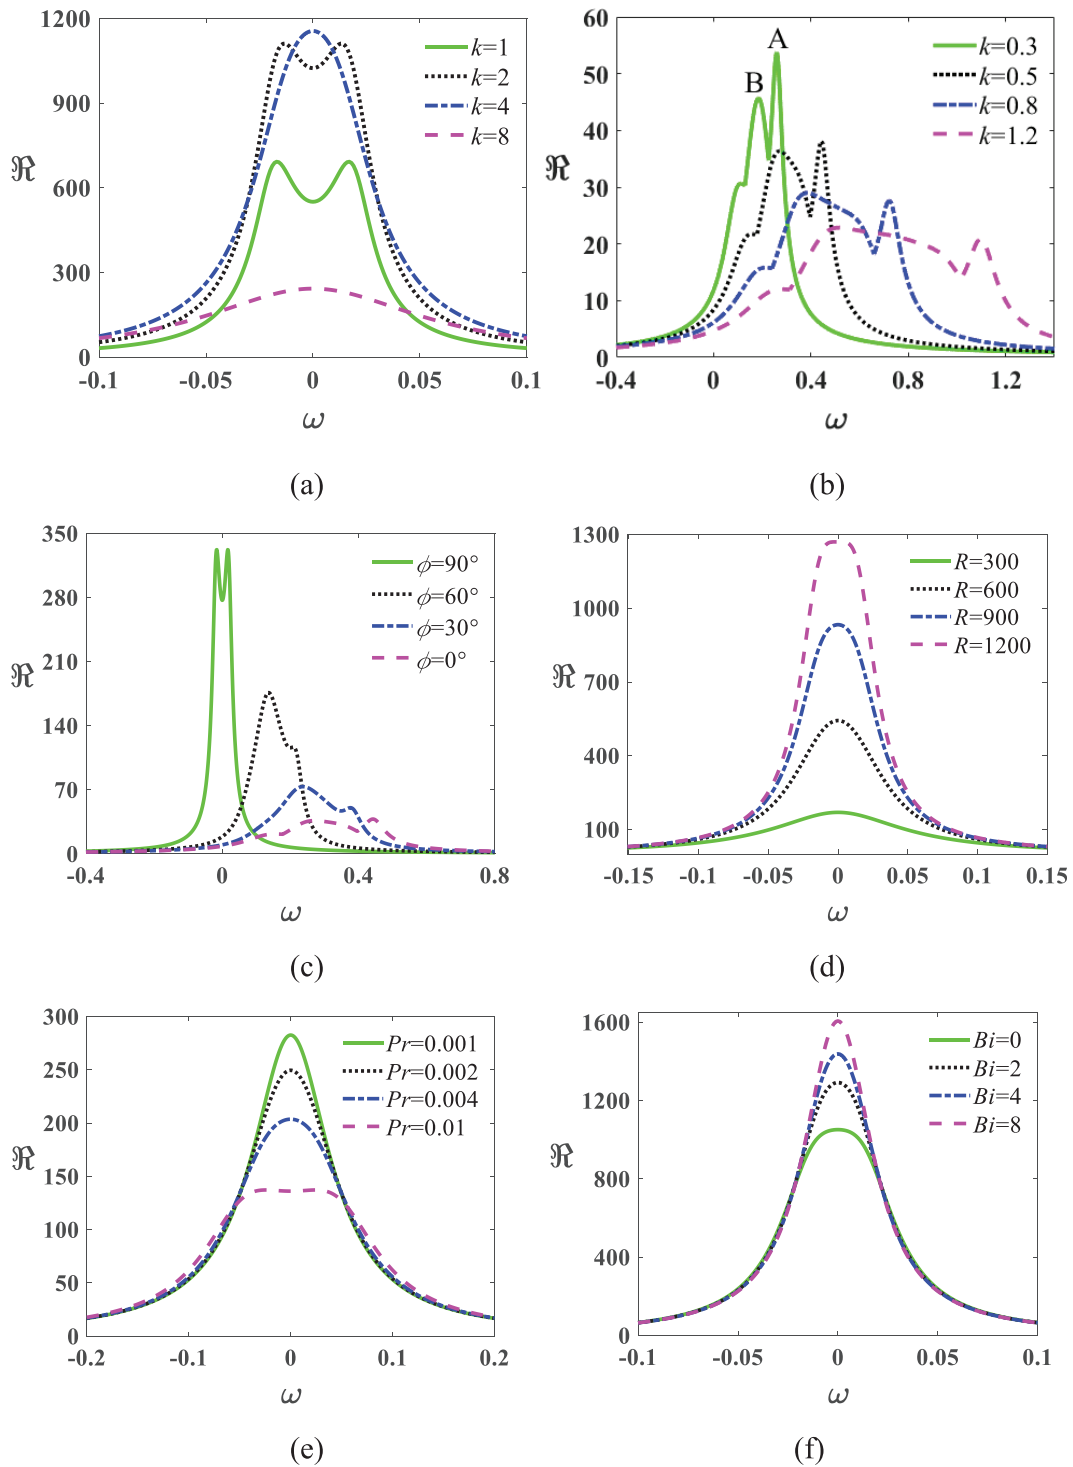 1200
900
600
300
0
ℜ
k=1
k=2
k=4
k=8
-0.1 -0.05 0 0.05 0.1
ω
(a)
60
50
40
30
20
10
0
ℜ
A
B
k=0.3
k=0.5
k=0.8
k=1.2
-0.4 0 0.4 0.8 1.2
ω
(b)
350
280
210
140
70
0
ℜ
ϕ=90°
ϕ=60°
ϕ=30°
ϕ=0°
-0.4 0 0.4 0.8
ω
(c)
1300
1000
700
400
100
ℜ
R=300
R=600
R=900
R=1200
-0.15 -0.1 -0.05 0 0.05 0.1 0.15
ω
(d)
300
250
200
150
100
50
0
ℜ
Pr=0.001
Pr=0.002
Pr=0.004
Pr=0.01
-0.2 -0.1 0 0.1 0.2
ω
(e)
1600
1200
800
400
0
ℜ
Bi=0
Bi=2
Bi=4
Bi=8
-0.1 -0.05 0 0.05 0.1
ω
(f)